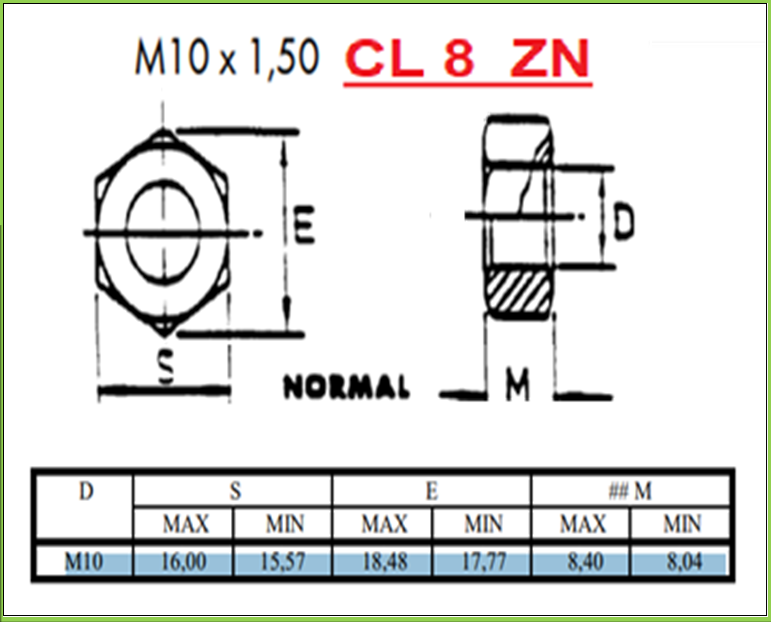 M10 x 1,50 CL 8 ZN
E
D
S
NORMAL
M
D S E ## M
MAX MIN MAX MIN MAX MIN
M10 16,00 15,57 18,48 17,77 8,40 8,04